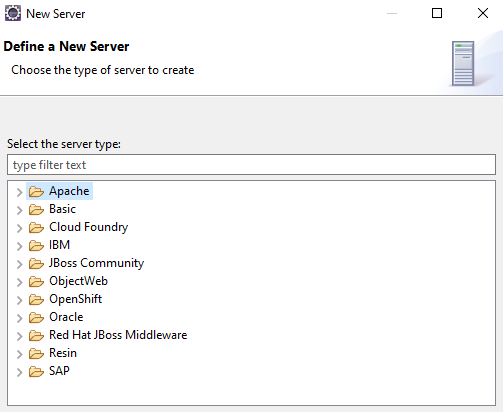 New Server
Define a New Server
Choose the type of server to create
Select the server type:
type filter text
Apache
Basic
Cloud Foundry
IBM
JBoss Community
ObjectWeb
OpenShift
Oracle
Red Hat JBoss Middleware
Resin
SAP